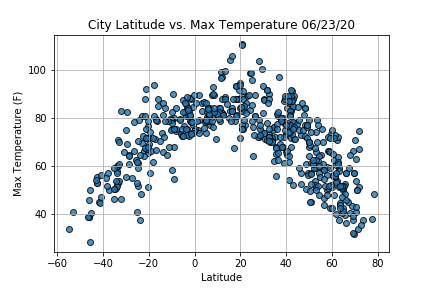 City Latitude vs. Max Temperature 06/23/20
Max Temperature (F)
100
80
60
40
−60 −40 −20 0 20 40 60 80
Latitude